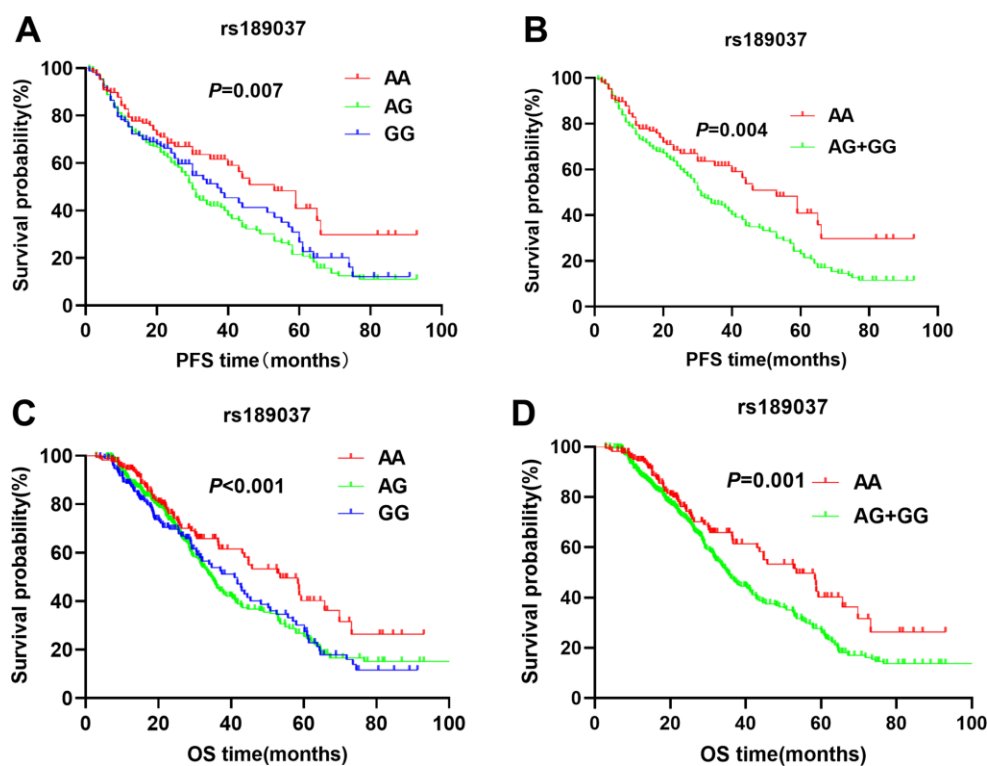 A
rs189037
P=0.007
AA
AG
GG
Survival probability(%)
100
80
60
40
20
0
0 20 40 60 80 100
PFS time（months）
B
rs189037
P=0.004
AA
AG+GG
Survival probability(%)
100
80
60
40
20
0
0 20 40 60 80 100
PFS time(months)
C
rs189037
P<0.001
AA
AG
GG
Survival probability(%)
100
80
60
40
20
0
0 20 40 60 80 100
OS time(months)
D
rs189037
P=0.001
AA
AG+GG
Survival probability(%)
100
80
60
40
20
0
0 20 40 60 80 100
OS time(months)